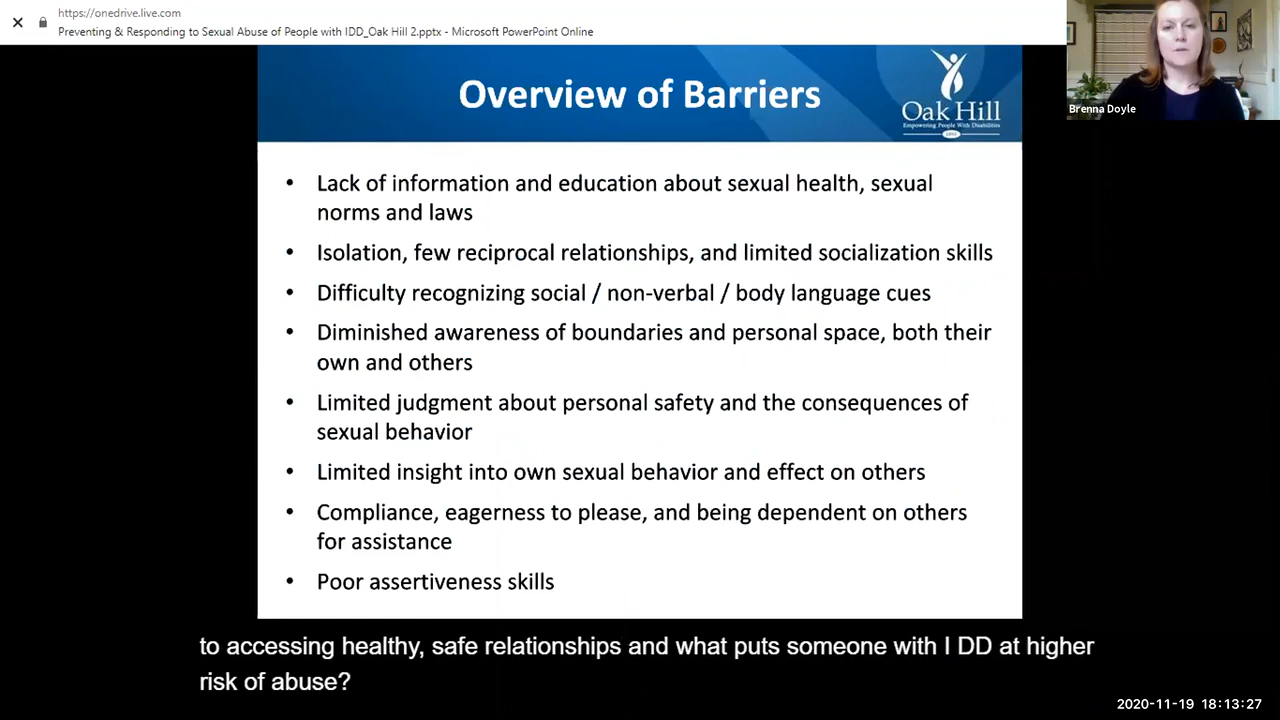 https://onedrive.live.com
Preventing & Responding to Sexual Abuse of People with IDD_Oak Hill 2.pptx - Microsoft PowerPoint Online
Brenna Doyle
Overview of Barriers
Oak Hill
Empowering People With Disabilities
• Lack of information and education about sexual health, sexual
norms and laws
• Isolation, few reciprocal relationships, and limited socialization skills
• Difficulty recognizing social / non-verbal / body language cues
• Diminished awareness of boundaries and personal space, both their
own and others
• Limited judgment about personal safety and the consequences of
sexual behavior
• Limited insight into own sexual behavior and effect on others
• Compliance, eagerness to please, and being dependent on others
for assistance
• Poor assertiveness skills
to accessing healthy, safe relationships and what puts someone with I DD at higher
risk of abuse?
2020-11-19 18:13:27